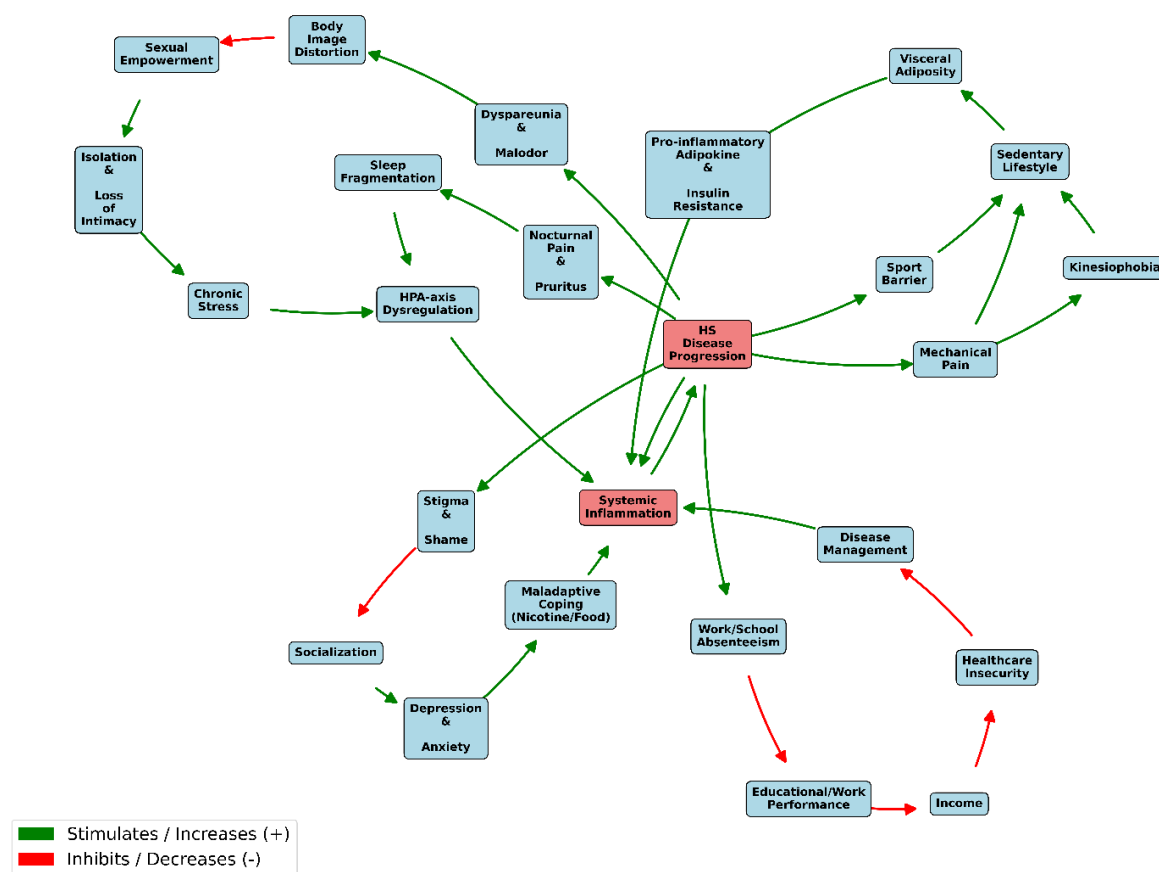 Body
Image
Distortion
Sexual
Empowerment
Visceral
Adiposity
Dyspareunia
&
Malodor
Pro-inflammatory
Adipokine
&
Insulin
Resistance
Sedentary
Lifestyle
Isolation
&
Loss
of
Intimacy
Sleep
Fragmentation
Nocturnal
Pain
&
Pruritus
Sport
Barrier
Kinesiophobia
Chronic
Stress
HPA-axis
Dysregulation
HS
Disease
Progression
Mechanical
Pain
Stigma
&
Shame
Systemic
Inflammation
Disease
Management
Maladaptive
Coping
(Nicotine/Food)
Work/School
Absenteeism
Socialization
Healthcare
Insecurity
Depression
&
Anxiety
Educational/Work
Performance
Income
Stimulates / Increases (+)
Inhibits / Decreases (-)